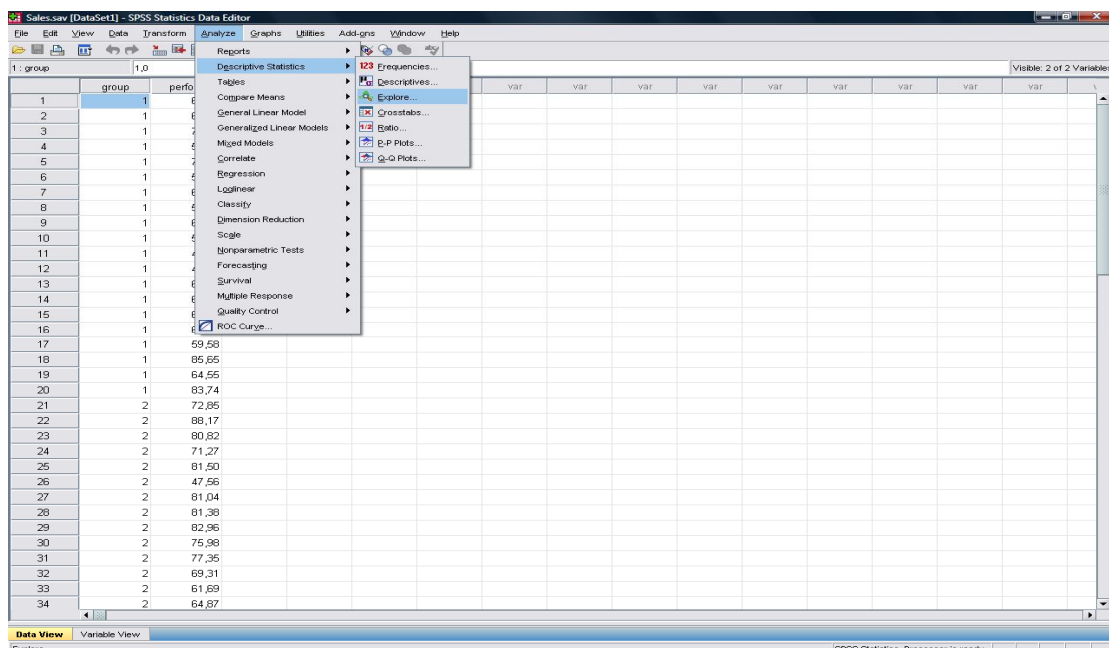 Sales.sav [DataSet1] - SPSS Statistics Data Editor
File Edit View Data Transform Analyze Graphs Utilities Add-ons Window Help
1 : group 1,0 Visible: 2 of 2 Variables
group perfo var var var var var var var var var
Reports
Descriptive Statistics
Tables
Compare Means
General Linear Model
Generalized Linear Models
Mixed Models
Correlate
Regression
Loglinear
Classify
Dimension Reduction
Scale
Nonparametric Tests
Forecasting
Survival
Multiple Response
Quality Control
ROC Curve...
123 Frequencies...
Descriptives...
Explore...
Crosstabs...
1/2 Ratio...
P-P Plots...
Q-Q Plots...
1 1
2 1
3 1
4 1
5 1
6 1
7 1
8 1
9 1
10 1
11 1
12 1
13 1
14 1
15 1
16 1
17 1 59,58
18 1 85,65
19 1 64,55
20 1 83,74
21 2 72,85
22 2 88,17
23 2 80,82
24 2 71,27
25 2 81,50
26 2 47,56
27 2 81,04
28 2 81,38
29 2 82,96
30 2 75,98
31 2 77,35
32 2 69,31
33 2 61,69
34 2 64,87
Data View Variable View